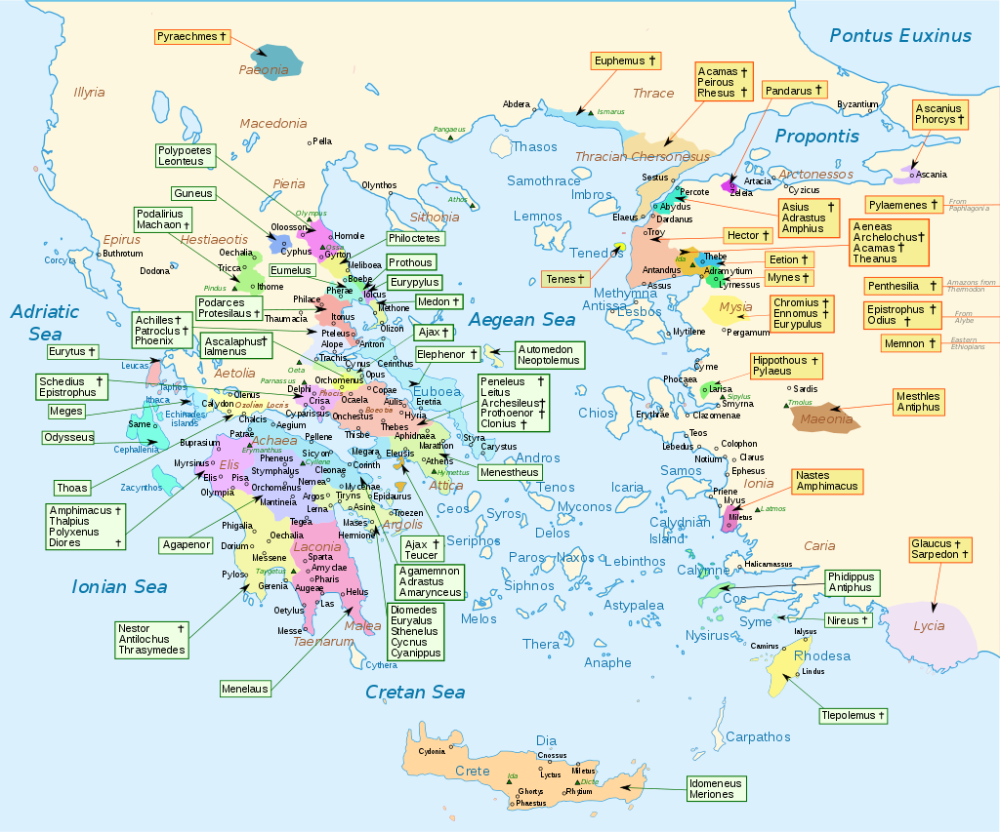 Pontus Euxinus
Pyraechmes †
Paeonia
Illyria
Euphemus †
Acamas †
Peirous
Rhesus †
Pandarus †
Thrace
Abdera
Ismarus
Byzantium
Ascanius
Phorcys †
Macedonia
Pella
Pangaeus
Thasos
Propontis
Thracian Chersonesus
Polypoetes
Leonteus
Pieria
Olynthos
Samothrace
Imbros
Sestus
Percote
Artacia
Zeleia
Arctonessos
Cyzicus
Ascania
Guneus
Athos
Sithonia
Podalirius
Machaon †
Olympus
Lemnos
Elaeus
Abydus
Dardanus
Asius †
Adrastus
Amphius
Pylaemenes †
From
Paphlagonia
Epirus
Buthrotum
Corcyra
Hestiaeotis
Oloosson
Homole
Ossa
Gyrton
Cyphus
Philoctetes
Troy
Hector †
Aeneas
Archelochus †
Acamas †
Theanus
Oechalia
Tricca
Dodona
Ithome
Pindus
Eumelus
Meliboea
Boebe
Prothous
Tenedos
Tenes †
Ida
Thebe
Antandrus
Adramytium
Assus
Lyrnessus
Eetion †
Mynes †
Eurypylus
Pherae
Iolcus
Penthesilia †
Amazons from
Thermodon
Podarces
Protesilaus †
Philace
Methone
Medon †
Methymna
Antissa
Lesbos
Mysia
Chromius †
Ennomus †
Eurypulus
Epistrophus †
Odius †
From
Alybe
Adriatic
Sea
Achilles †
Patroclus †
Phoenix
Thaumacia
Itonus
Pteleus
Olizon
Aegean Sea
Mytilene
Pergamum
Memnon †
Eastern
Ethiopians
Eurytus †
Ascalaphus †
Ialmenus
Alope
Antron
Ajax †
Trachis
Elephenor †
Automedon
Neoptolemus
Leucas
Aetolia
Oeta
Parnassus
Cynus
Cerinthus
Opus
Orchomenus
Cyme
Phocaea
Hippothous †
Pylaeus
Schedius †
Epistrophus
Taphos
Ithaca
Olenus
Calydon
Ozolian Locris
Delphi
Phocis
Crisa
Copae
Ocaela
Boeotia
Aulis
Euboea
Eretria
Peneleus †
Leitus
Archesileus †
Prothoenor †
Clonius †
Larisa
Sipylus
Smyrna
Sardis
Tmolus
Maeonia
Mesthles
Antiphus
Meges
Echinades
islands
Chalcis
Cyparissus
Onchestus
Hyria
Chios
Erythrae
Clazomenae
Same
Odysseus
Cephallenia
Patrae
Aegium
Achaea
Buprasium
Erymanthus
Pellene
Thisbe
Thebes
Aphidnaea
Marathon
Styra
Carystus
Teos
Lebedus
Colophon
Notium
Clarus
Ephesus
Myrsinus
Elis
Pheneus
Sicyon
Cyllene
Megara
Eleusis
Athens
Andros
Zacynthos
Thoas
Elis
Pisa
Stynphalus
Cleonae
Corinth
Hymettus
Menestheus
Samos
Ionia
Nastes
Amphimacus
Olympia
Orchomenus
Nemea
Mycenae
Attica
Tenos
Icaria
Priene
Myus
Amphimacus †
Thalpius
Polyxenus
Diores †
Mantineia
Argos
Tiryns
Epidaurus
Lerna
Asine
Troezen
Ceos
Syros
Myconos
Miletus
Latmos
Phigalia
Agapenor
Tegea
Mases
Argolis
Hermione
Seriphos
Delos
Calydnian
Island
Caria
Dorium
Oechalia
Laconia
Messene
Sparta
Ajax †
Teucer
Paros
Naxos
Lebinthos
Calymne
Halicarnassus
Glaucus †
Sarpedon †
Pylos
Taygetus
Amydae
Pharis
Gerenia
Augeae
Helus
Agamemnon
Adrastus
Amarynceus
Siphnos
Astypalea
Cos
Phidippus
Antiphus
Ionian Sea
Oetylus
Las
Messe
Malea
Taenarum
Diomedes
Euryalus
Sthenelus
Cycnus
Cyanippus
Melos
Thera
Anaphe
Nysirus
Syme
Nireus †
Ialysus
Lycia
Nestor †
Antilochus
Thrasymedes
Cythera
Camirus
Rhodesa
Lindus
Menelaus
Cretan Sea
Tlepolemus †
Carpathos
Dia
Cydonia
Cnossus
Crete
Lyctus
Miletus
Ida
Dicte
Ghortys
Rhytium
Phaestus
Idomeneus
Meriones